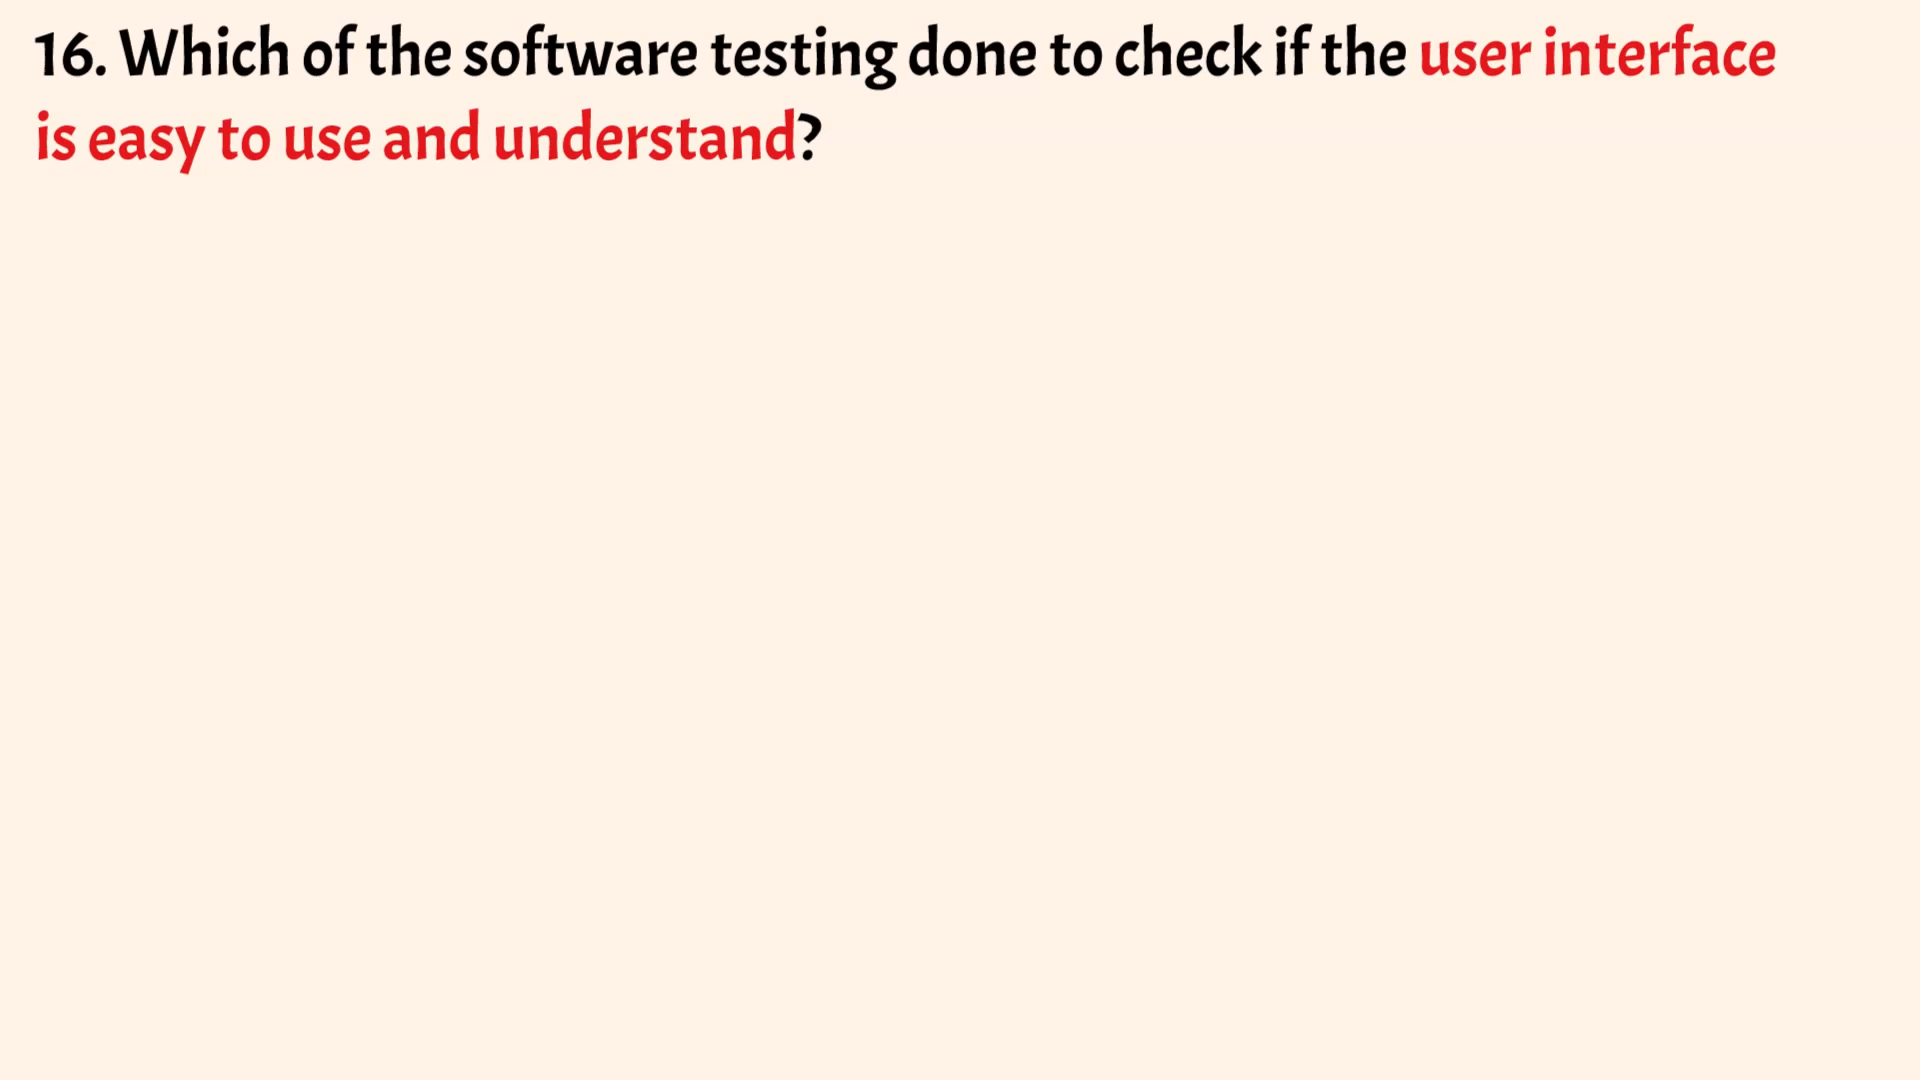 16. Which of the software testing done to check if the user interface
is easy to use and understand?